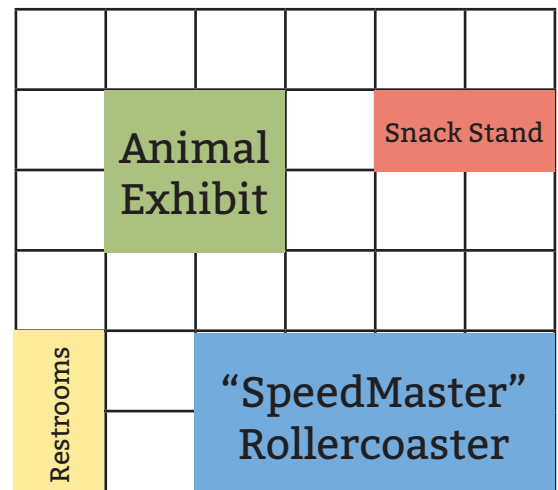 Animal
Exhibit
Snack Stand
Restrooms
“SpeedMaster”
Rollercoaster